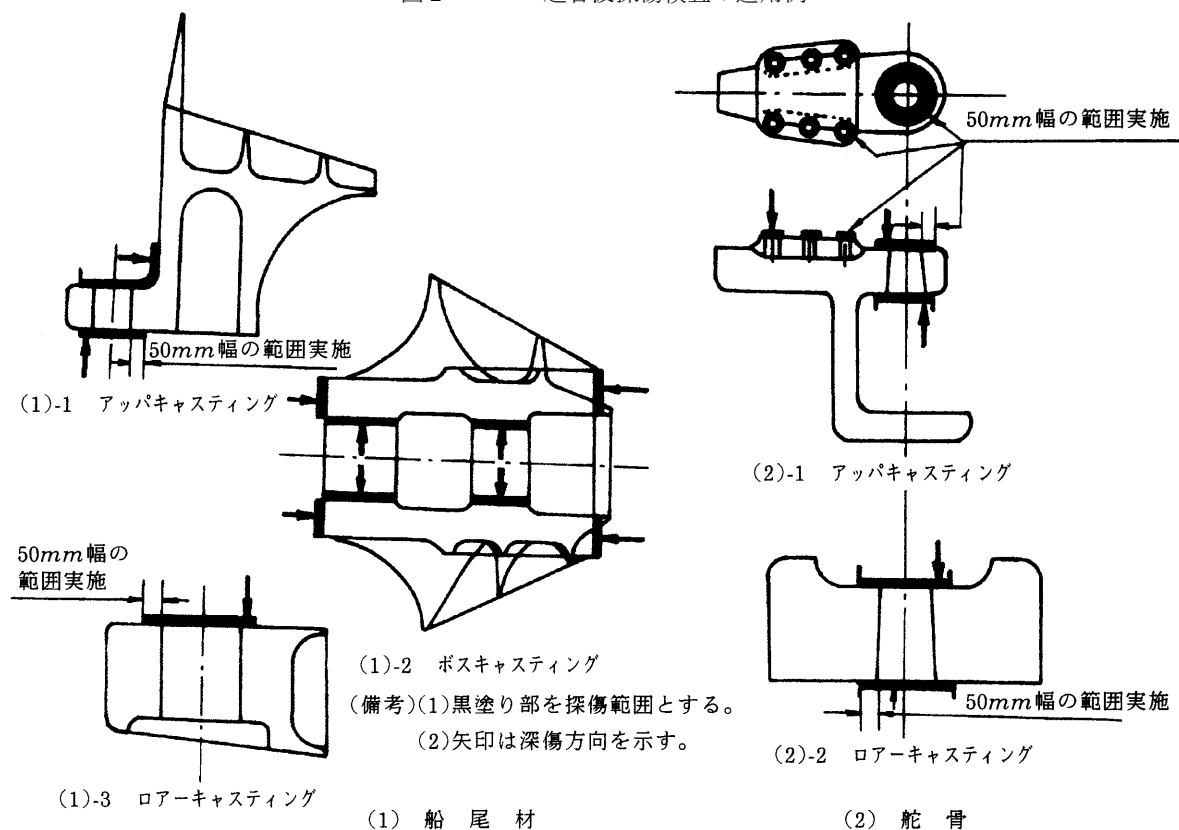 50mm幅の範囲実施
50mm幅の範囲実施
(1)-1 アッパキャスティング
(2)-1 アッパキャスティング
50mm幅の
範囲実施
(1)-2 ボスキャスティング
(備考)(1)黒塗り部を探傷範囲とする。
(2)矢印は深傷方向を示す。
50mm幅の範囲実施
(2)-2 ロアーキャスティング
(1)-3 ロアーキャスティング
(1) 船 尾 材
(2) 舵 骨